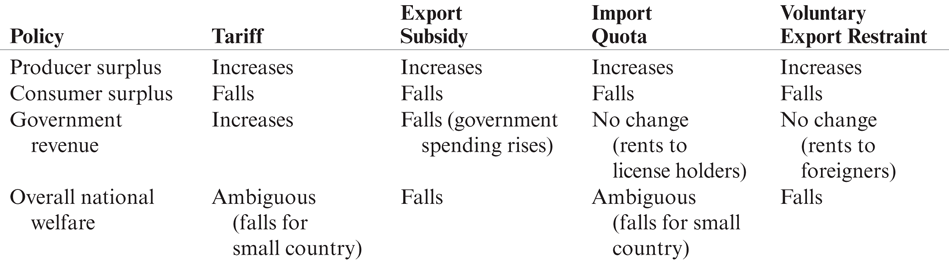 Export Import Voluntary
Policy Tariff Subsidy Quota Export Restraint
Producer surplus Increases Increases Increases Increases
Consumer surplus Falls Falls Falls Falls
Government Increases Falls (government No change No change
revenue spending rises) (rents to (rents to
license holders) foreigners)
Overall national Ambiguous Falls Ambiguous Falls
welfare (falls for (falls for small
small country) country)